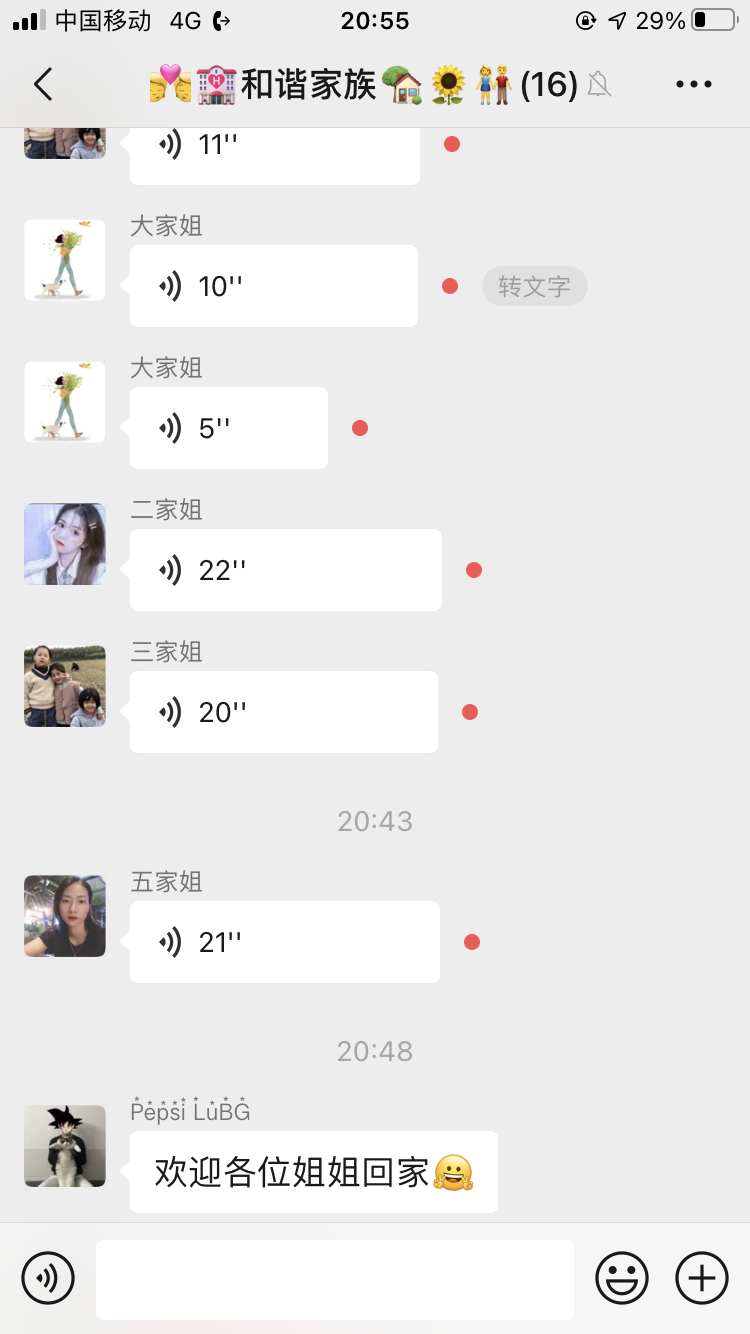 中国移动 4G 20:55 29%
💏🏩和谐家族🏡🌻👫(16)
11''
大家姐
10'' 转文字
大家姐
5''
二家姐
22''
三家姐
20''
20:43
五家姐
21''
20:48
Pepsi LuBG
欢迎各位姐姐回家🤗